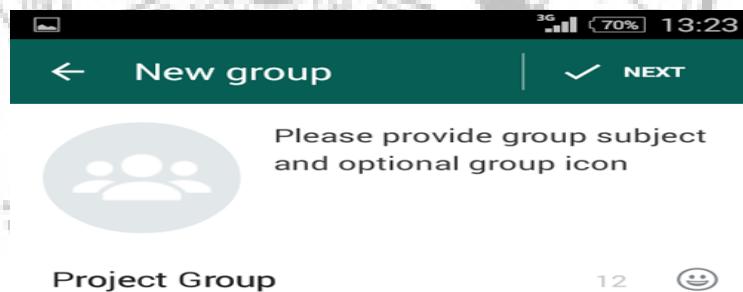 3G 70% 13:23
New group NEXT
Please provide group subject
and optional group icon
Project Group 12